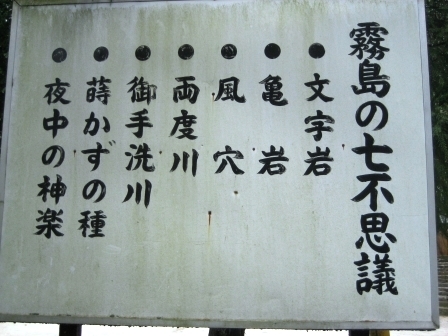 霧島の七不思議
●文字岩
●亀岩
●風穴
●両度川
●御手洗川
●蒔かずの種
●夜中の神楽